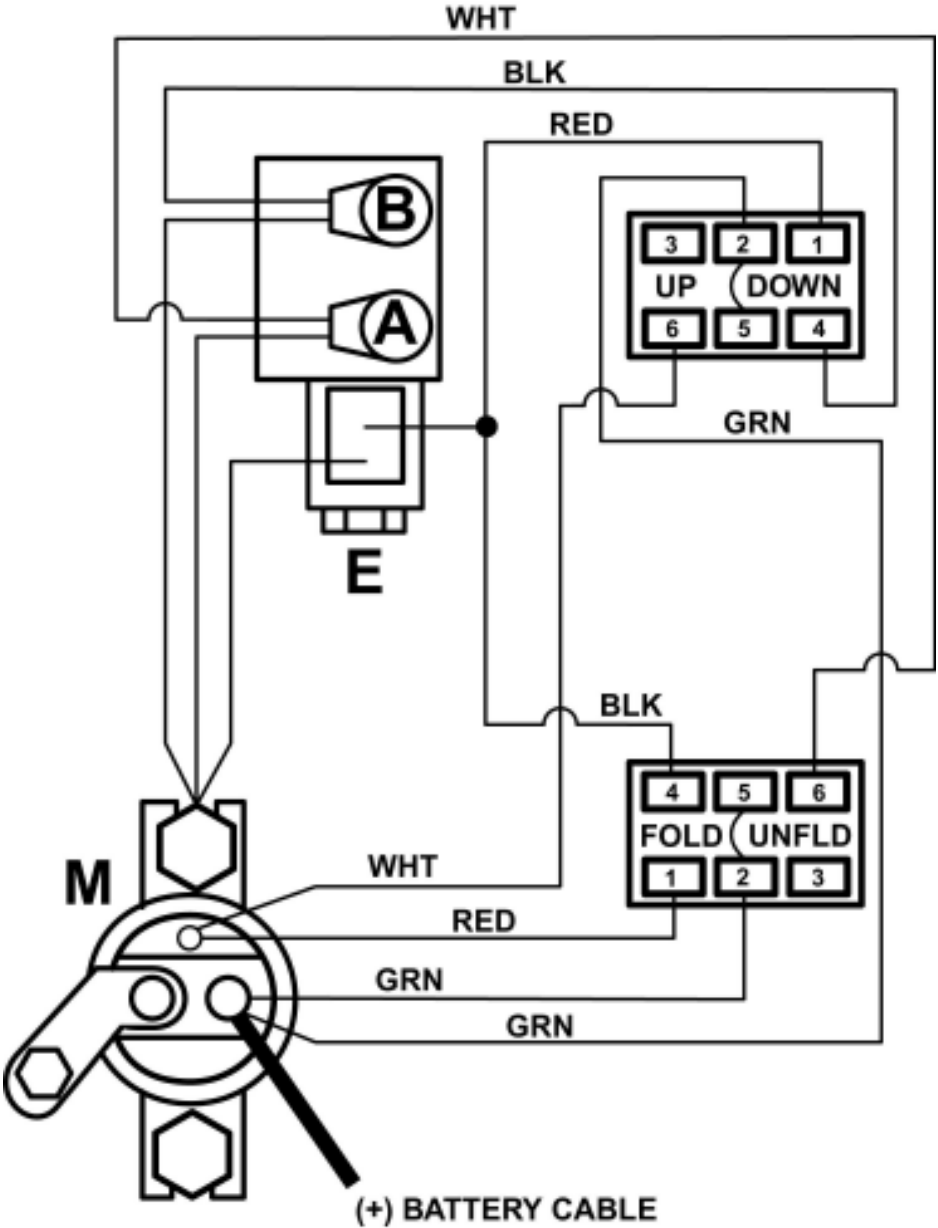 WHT
BLK
RED
B
3 2 1
UP DOWN
A
6 5 4
GRN
E
BLK
4 5 6
FOLD UNFLD
M
WHT
1 2 3
RED
GRN
GRN
(+) BATTERY CABLE